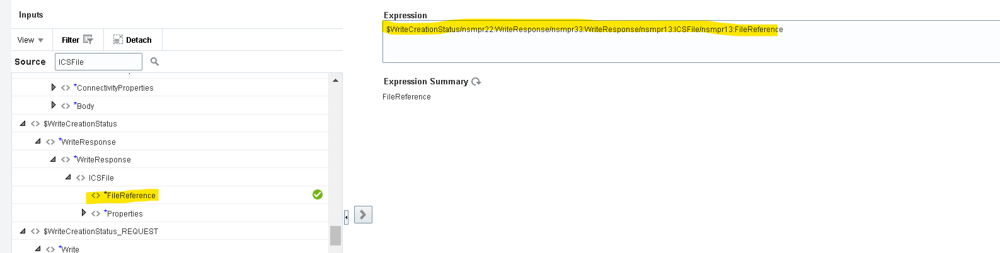 Inputs
View
Filter
Detach
Source
ICSFile
*ConnectivityProperties
*Body
$WriteCreationStatus
*WriteResponse
*WriteResponse
ICSFile
*FileReference
*Properties
$WriteCreationStatus_REQUEST
*Write
Expression
$WriteCreationStatus/nsmpr22:WriteResponse/nsmpr33:WriteResponse/nsmpr13:ICSFile/nsmpr13:FileReference
Expression Summary
FileReference